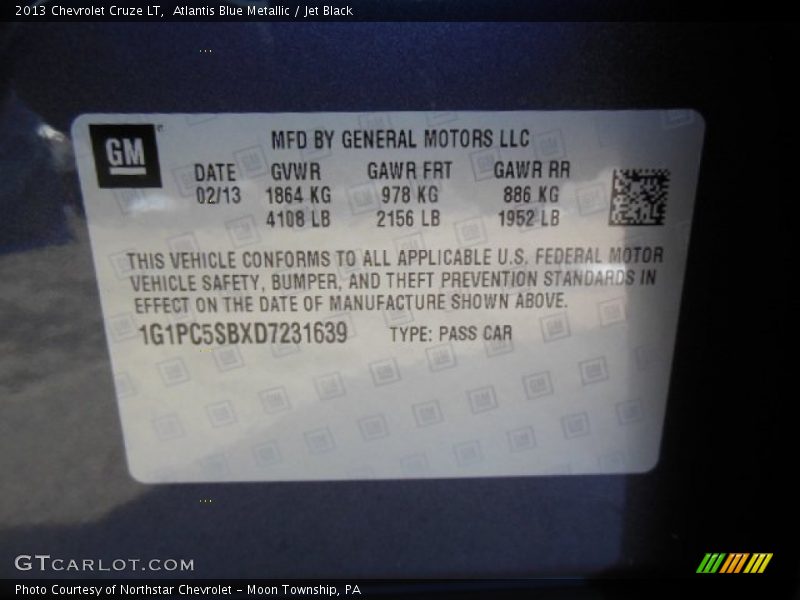 2013 Chevrolet Cruze LT, Atlantis Blue Metallic / Jet Black
GM
MFD BY GENERAL MOTORS LLC
DATE GVWR GAWR FRT GAWR RR
02/13 1864 KG 978 KG 886 KG
4108 LB 2156 LB 1952 LB
THIS VEHICLE CONFORMS TO ALL APPLICABLE U.S. FEDERAL MOTOR
VEHICLE SAFETY, BUMPER, AND THEFT PREVENTION STANDARDS IN
EFFECT ON THE DATE OF MANUFACTURE SHOWN ABOVE.
1G1PC5SBXD7231639 TYPE: PASS CAR
GTCARLOT.COM
Photo Courtesy of Northstar Chevrolet - Moon Township, PA